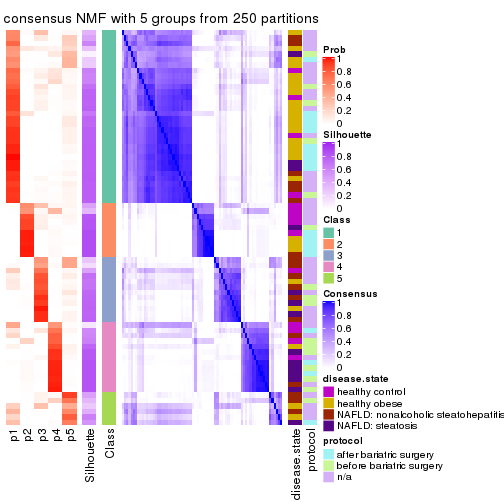 consensus NMF with 5 groups from 250 partitions
Prob
1
0.8
0.6
0.4
0.2
0
Silhouette
1
0.8
0.6
0.4
0.2
0
Class
1
2
3
4
5
Consensus
1
0.8
0.6
0.4
0.2
0
disease.state
healthy control
healthy obese
NAFLD: nonalcoholic steatohepatitis
NAFLD: steatosis
protocol
after bariatric surgery
before bariatric surgery
n/a
p1
p2
p3
p4
p5
Silhouette
Class
disease.state
protocol